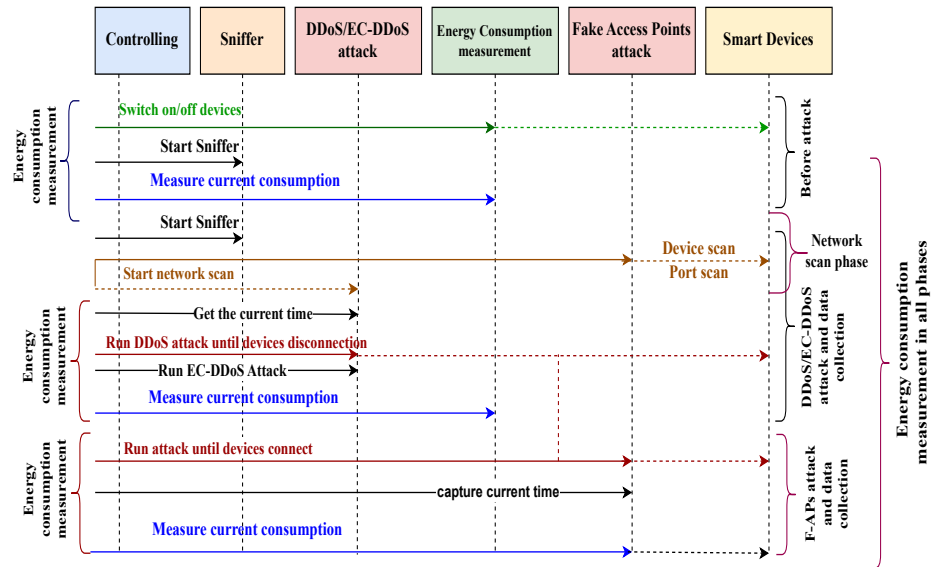 Controlling
Sniffer
DDoS/EC-DDoS
attack
Energy Consumption
measurement
Fake Access Points
attack
Smart Devices
Energy
consumption
measurement
Switch on/off devices
Start Sniffer
Measure current consumption
Before attack
Start Sniffer
Device scan
Start network scan
Port scan
Network
scan phase
Energy
consumption
measurement
Get the current time
Run DDoS attack until devices disconnection
Run EC-DDoS Attack
Measure current consumption
DDoS/EC-DDoS
attack and data
collection
Energy consumption
measurement in all phases
Energy
consumption
measurement
Run attack until devices connect
capture current time
Measure current consumption
F-APs attack
and data
collection